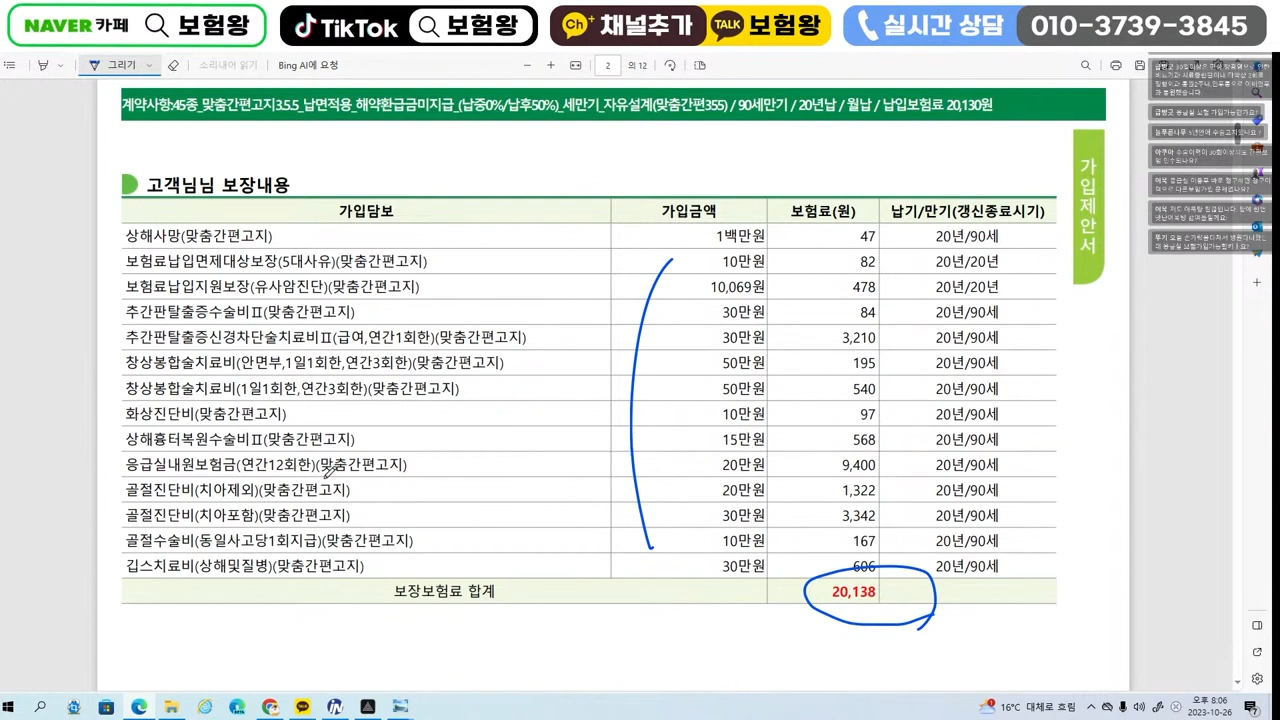 NAVER 카페 보험왕
TikTok 보험왕
Ch+ 채널추가 TALK 보험왕
실시간 상담 010-3739-3845
그리기 소리내어 읽기 Bing AI에 요청
2 의 12
계약사항:45종_맞춤간편고지3.5.5_납면적용_해약환급금미지급_(납중0%/납후50%)_세만기_자유설계(맞춤간편355) / 90세만기 / 20년납 / 월납 / 납입보험료 20,130원
가입제안서
고객님님 보장내용
가입담보 가입금액 보험료(원) 납기/만기(갱신종료시기)
상해사망(맞춤간편고지) 1백만원 47 20년/90세
보험료납입면제대상보장(5대사유)(맞춤간편고지) 10만원 82 20년/20년
보험료납입지원보장(유사암진단)(맞춤간편고지) 10,069원 478 20년/20년
추간판탈출증수술비Ⅱ(맞춤간편고지) 30만원 84 20년/90세
추간판탈출증신경차단술치료비Ⅱ(급여,연간1회한)(맞춤간편고지) 30만원 3,210 20년/90세
창상봉합술치료비(안면부,1일1회한,연간3회한)(맞춤간편고지) 50만원 195 20년/90세
창상봉합술치료비(1일1회한,연간3회한)(맞춤간편고지) 50만원 540 20년/90세
화상진단비(맞춤간편고지) 10만원 97 20년/90세
상해흉터복원수술비Ⅱ(맞춤간편고지) 15만원 568 20년/90세
응급실내원보험금(연간12회한)(맞춤간편고지) 20만원 9,400 20년/90세
골절진단비(치아제외)(맞춤간편고지) 20만원 1,322 20년/90세
골절진단비(치아포함)(맞춤간편고지) 30만원 3,342 20년/90세
골절수술비(동일사고당1회지급)(맞춤간편고지) 10만원 167 20년/90세
깁스치료비(상해및질병)(맞춤간편고지) 30만원 606 20년/90세
보장보험료 합계 20,138
16°C 대체로 흐림
오후 8:06
2023-10-26